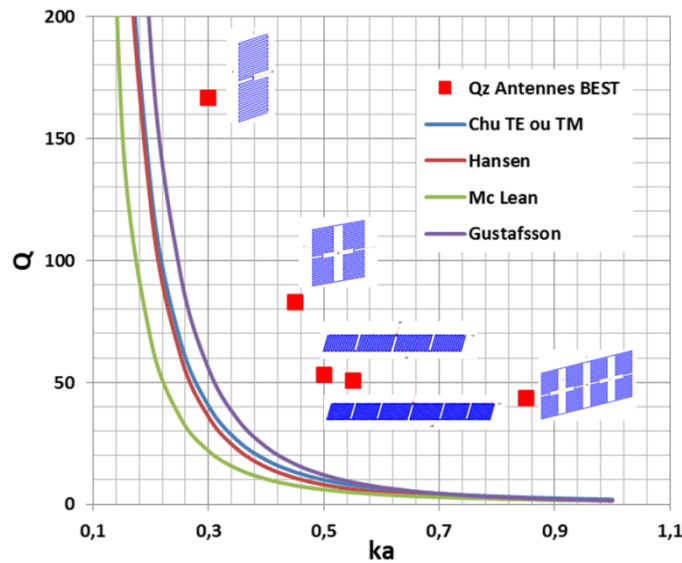 200
150
100
50
0
Q
0,1
0,3
0,5
0,7
0,9
1,1
ka
Qz Antennes BEST
Chu TE ou TM
Hansen
Mc Lean
Gustafsson